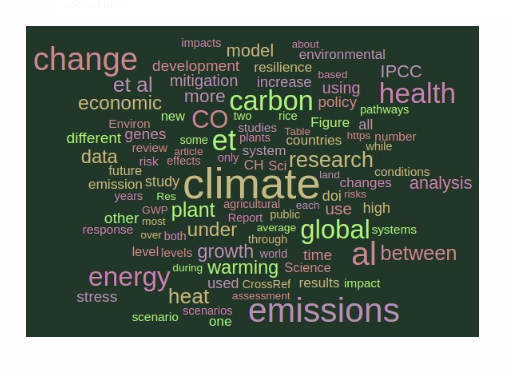 Read more
impacts about
change model environmental
development resilience based IPCC
et al mitigation increase using health
economic more carbon policy pathways
Environ new CO two rice Figure all
different genes some et studies Table countries https number
review article plants system while
data risk effects only CH Sci research conditions
future climate land changes analysis
emission study doi risks
years Res each use high
other GWP plant agricultural public global systems
most Report
response over both under average
through al between
level levels growth world time
energy during warming Science
used CrossRef results impact
stress heat assessment
scenario scenarios emissions
one